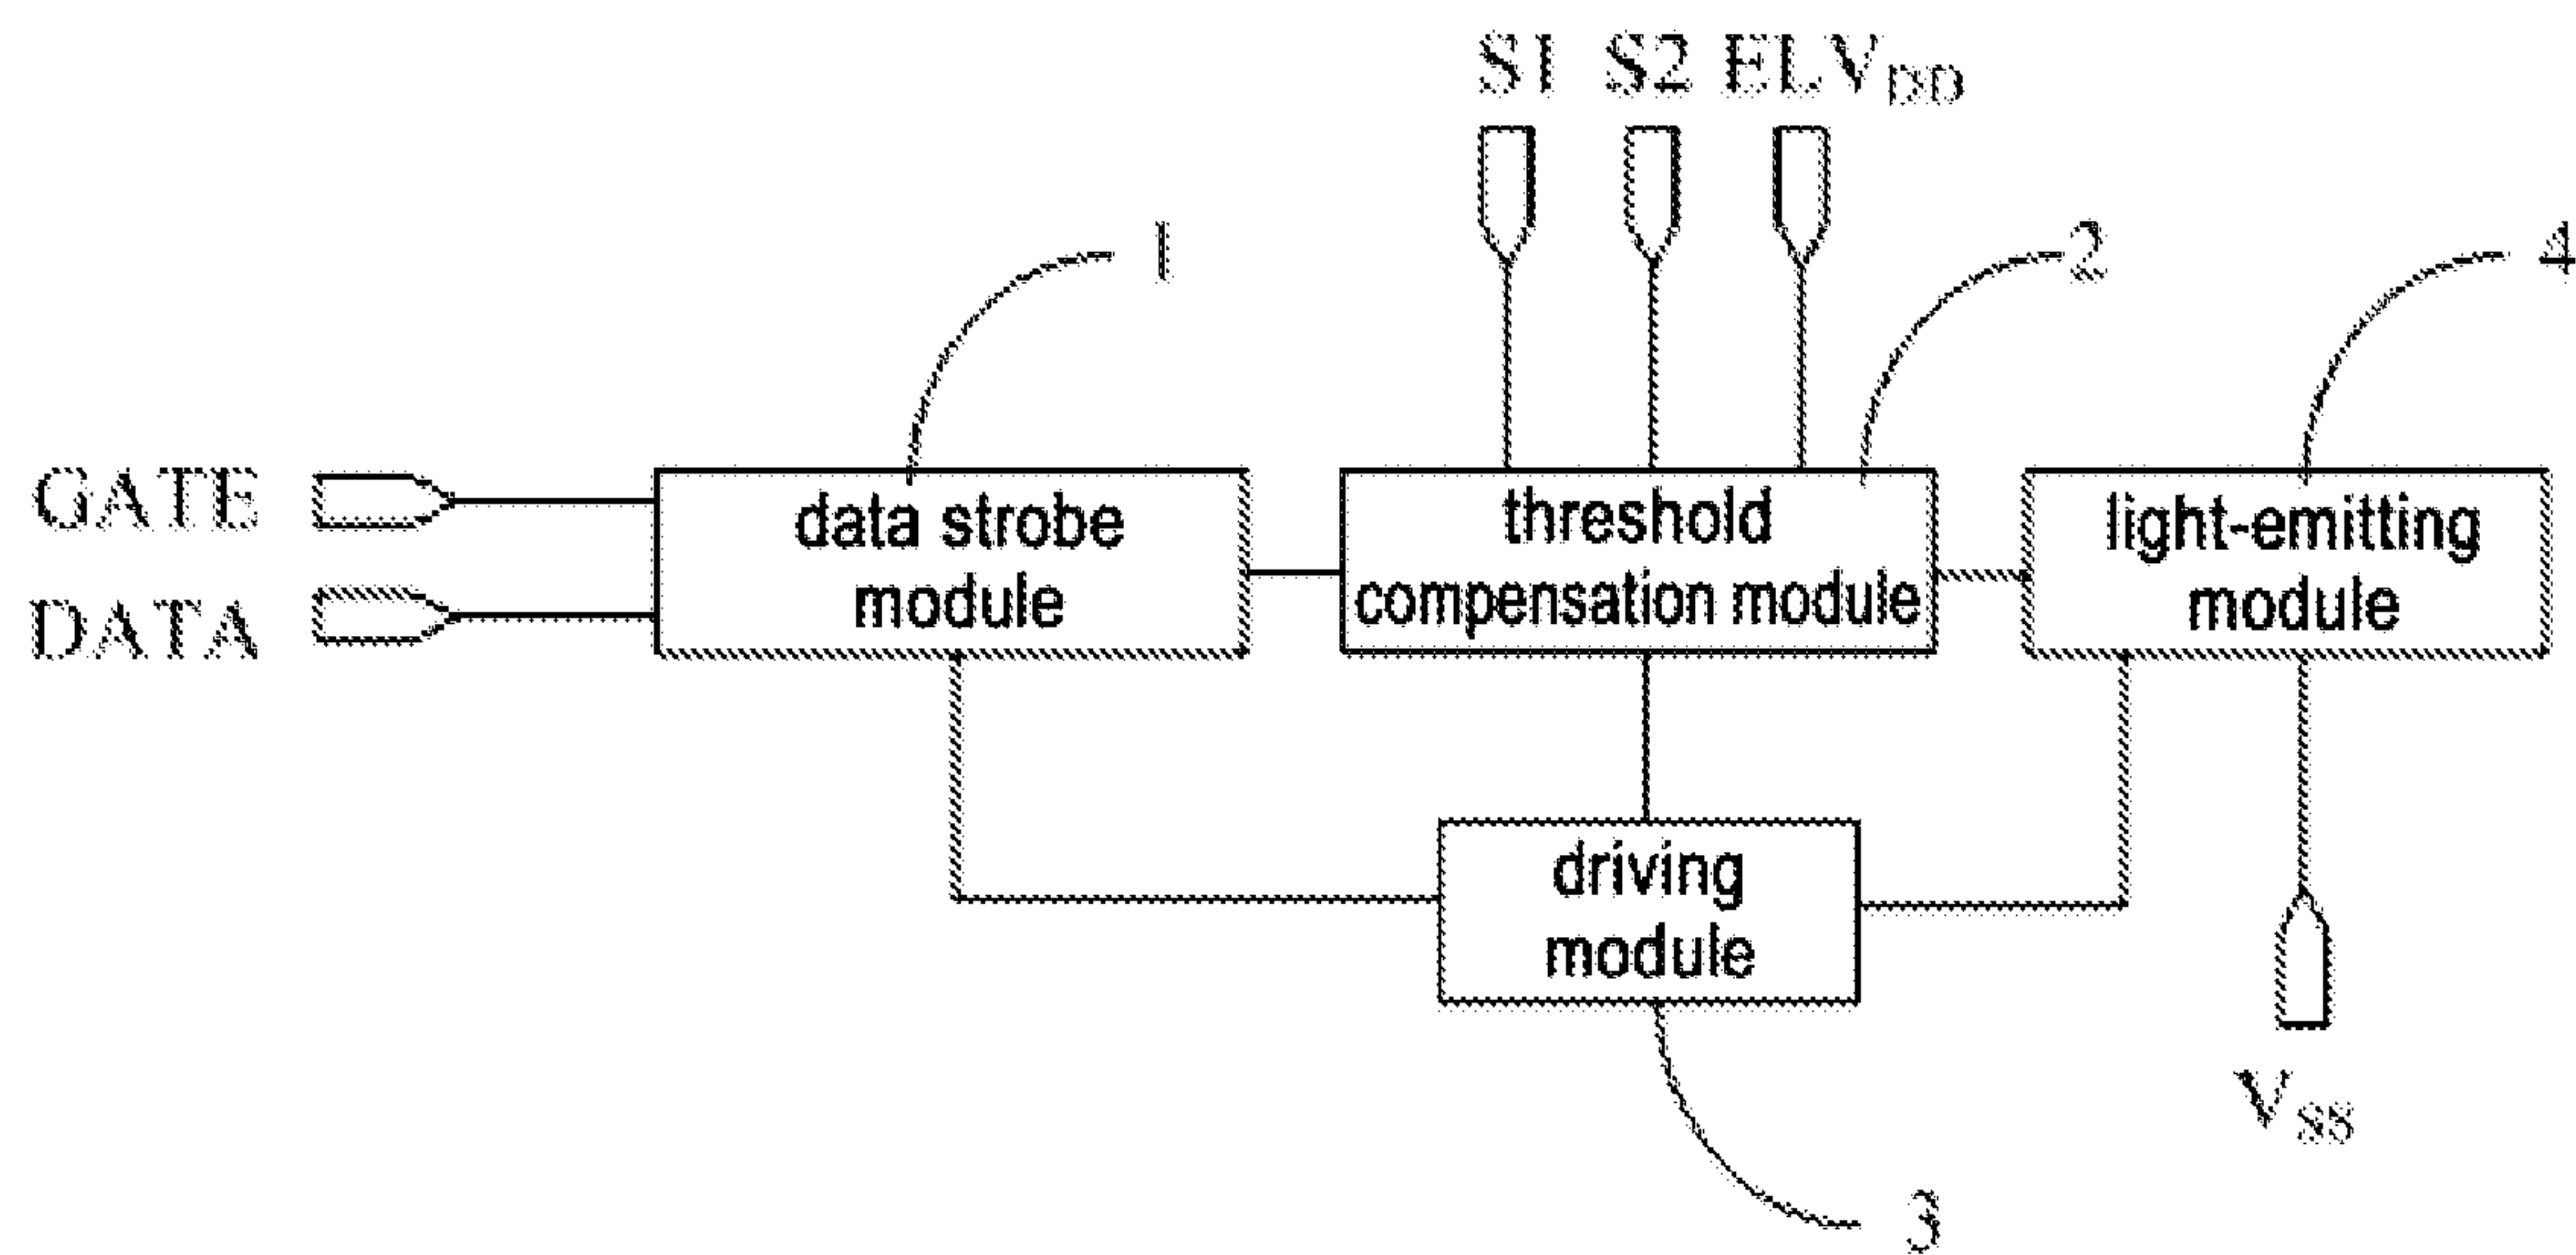 S1 S2 ELVDD
1
2
4
GATE
DATA
data strobe
module
threshold
compensation module
light-emitting
module
driving
module
VSS
3